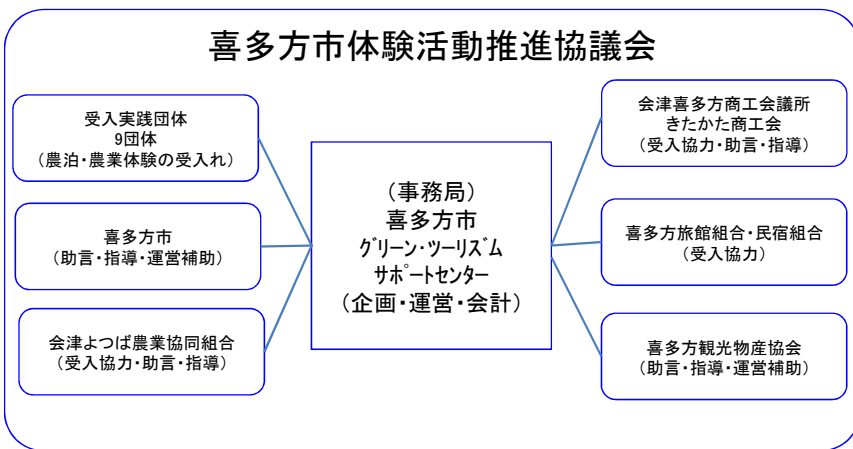 喜多方市体験活動推進協議会
受入実践団体
9団体
（農泊・農業体験の受入れ）
喜多方市
（助言・指導・運営補助）
会津よつば農業協同組合
（受入協力・助言・指導）
（事務局）
喜多方市
ｸﾞﾘｰﾝ・ﾂｰﾘｽﾞﾑ
ｻﾎﾟｰﾄｾﾝﾀｰ
（企画・運営・会計）
会津喜多方商工会議所
きたかた商工会
（受入協力・助言・指導）
喜多方旅館組合・民宿組合
（受入協力）
喜多方観光物産協会
（助言・指導・運営補助）